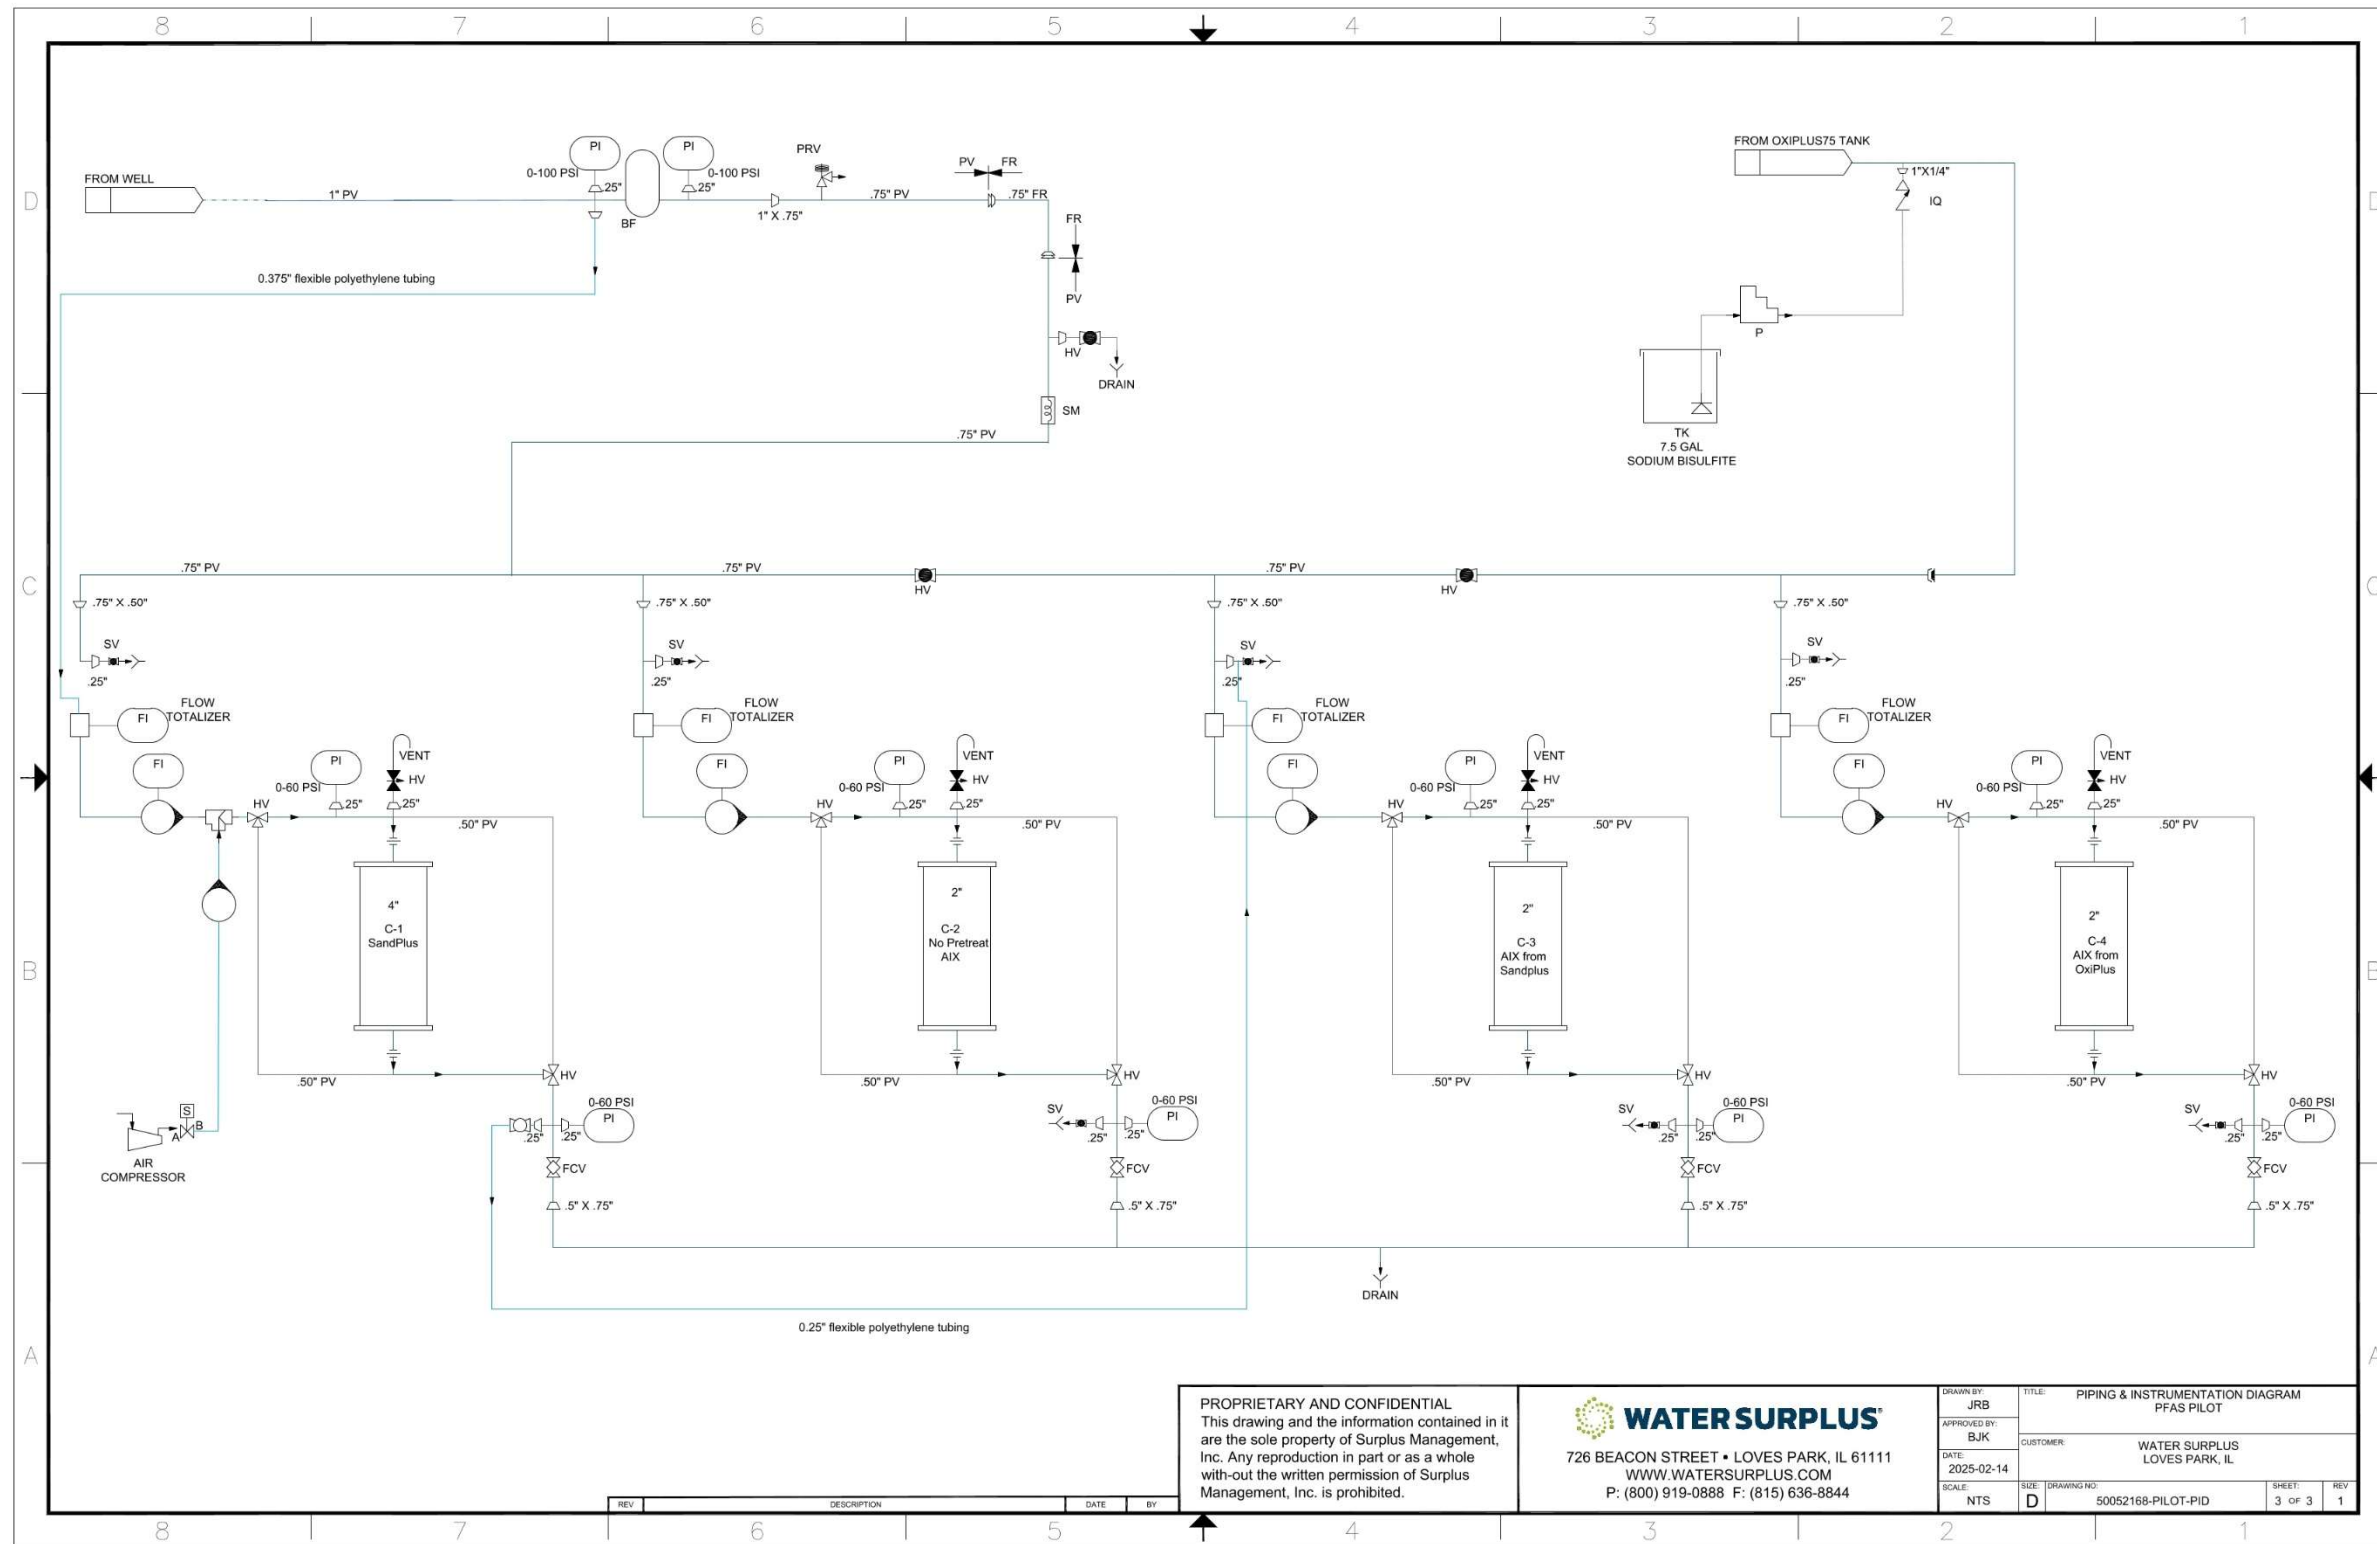 8 7 6 5 4 3 2 1
D
C
B
A
FROM WELL
1" PV
PI
0-100 PSI
.25"
BF
PI
0-100 PSI
.25"
1" X .75"
PRV
.75" PV
PV FR
.75" FR
FR
PV
HV
DRAIN
SM
.75" PV
0.375" flexible polyethylene tubing
FROM OXIPLUS75 TANK
1"X1/4"
IQ
P
TK
7.5 GAL
SODIUM BISULFITE
.75" PV
.75" PV
HV
.75" PV
HV
.75" X .50"
SV
.25"
FLOW
TOTALIZER
FI
FI
HV
0-60 PSI
PI
.25"
VENT
HV
.25"
.50" PV
4"
C-1
SandPlus
.50" PV
HV
0-60 PSI
PI
.25"
.25"
FCV
.5" X .75"
S
A
B
AIR
COMPRESSOR
.75" X .50"
SV
.25"
FLOW
TOTALIZER
FI
FI
HV
0-60 PSI
PI
.25"
VENT
HV
.25"
.50" PV
2"
C-2
No Pretreat
AIX
.50" PV
HV
SV
0-60 PSI
PI
.25"
.25"
FCV
.5" X .75"
.75" X .50"
SV
.25"
FLOW
TOTALIZER
FI
FI
HV
0-60 PSI
PI
.25"
VENT
HV
.25"
.50" PV
2"
C-3
AIX from
Sandplus
.50" PV
HV
SV
0-60 PSI
PI
.25"
.25"
FCV
.5" X .75"
.75" X .50"
SV
.25"
FLOW
TOTALIZER
FI
FI
HV
0-60 PSI
PI
.25"
VENT
HV
.25"
.50" PV
2"
C-4
AIX from
OxiPlus
.50" PV
HV
SV
0-60 PSI
PI
.25"
.25"
FCV
.5" X .75"
DRAIN
0.25" flexible polyethylene tubing
REV DESCRIPTION DATE BY
PROPRIETARY AND CONFIDENTIAL
This drawing and the information contained in it
are the sole property of Surplus Management,
Inc. Any reproduction in part or as a whole
with-out the written permission of Surplus
Management, Inc. is prohibited.
WATER SURPLUS
726 BEACON STREET • LOVES PARK, IL 61111
WWW.WATERSURPLUS.COM
P: (800) 919-0888 F: (815) 636-8844
DRAWN BY:
JRB
APPROVED BY:
BJK
DATE:
2025-02-14
SCALE:
NTS
TITLE:
PIPING & INSTRUMENTATION DIAGRAM
PFAS PILOT
CUSTOMER:
WATER SURPLUS
LOVES PARK, IL
SIZE:
D
DRAWING NO:
50052168-PILOT-PID
SHEET:
3 OF 3
REV
1
D
C
B
A
8 7 6 5 4 3 2 1